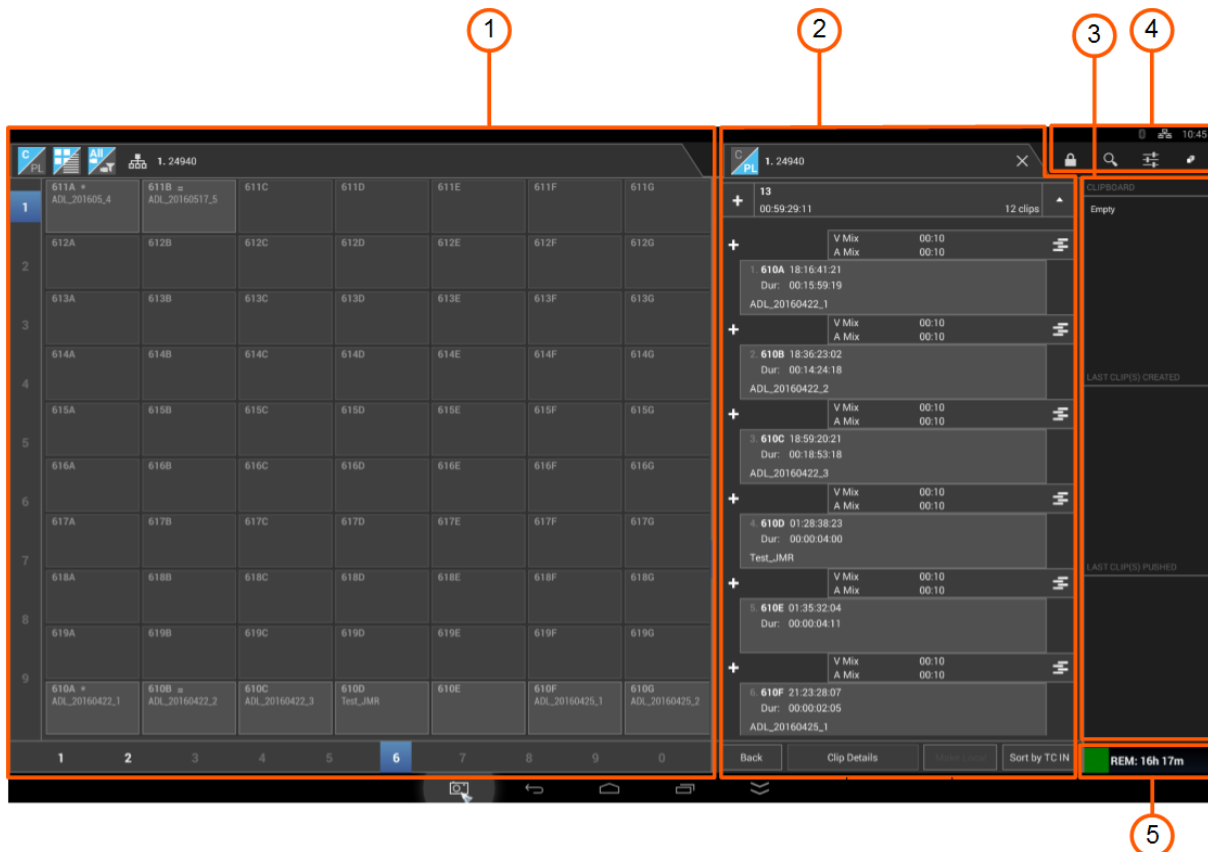 1
2
3
4
10:45
C
PL
All
1. 24940
C
PL
1. 24940
1
611A *
ADL_201605_4
611B =
ADL_20160517_5
611C
611D
611E
611F
611G
2
612A
612B
612C
612D
612E
612F
612G
3
613A
613B
613C
613D
613E
613F
613G
4
614A
614B
614C
614D
614E
614F
614G
5
615A
615B
615C
615D
615E
615F
615G
6
616A
616B
616C
616D
616E
616F
616G
7
617A
617B
617C
617D
617E
617F
617G
8
618A
618B
618C
618D
618E
618F
618G
9
619A
619B
619C
619D
619E
619F
619G
610A *
ADL_20160422_1
610B =
ADL_20160422_2
610C
ADL_20160422_3
610D
Test_JMR
610E
610F
ADL_20160425_1
610G
ADL_20160425_2
1 2 3 4 5 6 7 8 9 0
13
00:59:29:11 12 clips
V Mix 00:10
A Mix 00:10
1. 610A 18:16:41:21
Dur: 00:15:59:19
ADL_20160422_1
V Mix 00:10
A Mix 00:10
2. 610B 18:36:23:02
Dur: 00:14:24:18
ADL_20160422_2
V Mix 00:10
A Mix 00:10
3. 610C 18:59:20:21
Dur: 00:18:53:18
ADL_20160422_3
V Mix 00:10
A Mix 00:10
4. 610D 01:28:38:23
Dur: 00:00:04:00
Test_JMR
V Mix 00:10
A Mix 00:10
5. 610E 01:35:32:04
Dur: 00:00:04:11
V Mix 00:10
A Mix 00:10
6. 610F 21:23:28:07
Dur: 00:00:02:05
ADL_20160425_1
Back
Clip Details
Make Local
Sort by TC IN
CLIPBOARD
Empty
LAST CLIP(S) CREATED
LAST CLIP(S) PUSHED
REM: 16h 17m
5